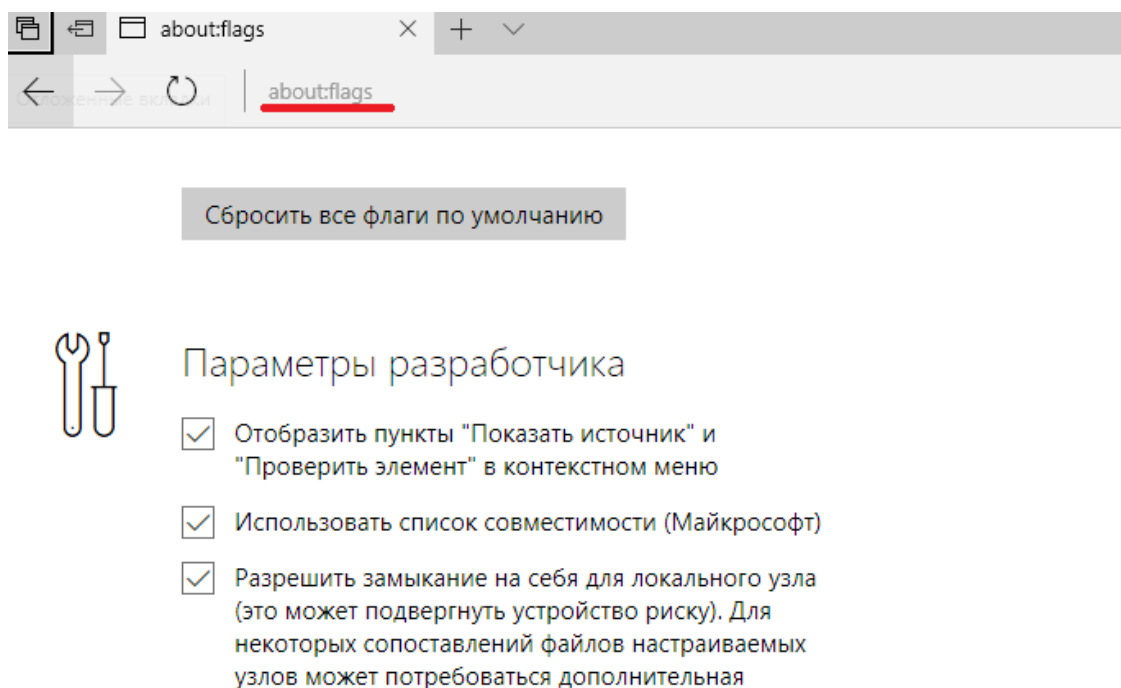 about:flags
about:flags
Отложенные вкладки
Сбросить все флаги по умолчанию
Параметры разработчика
Отобразить пункты "Показать источник" и
"Проверить элемент" в контекстном меню
Использовать список совместимости (Майкрософт)
Разрешить замыкание на себя для локального узла
(это может подвергнуть устройство риску). Для
некоторых сопоставлений файлов настраиваемых
узлов может потребоваться дополнительная